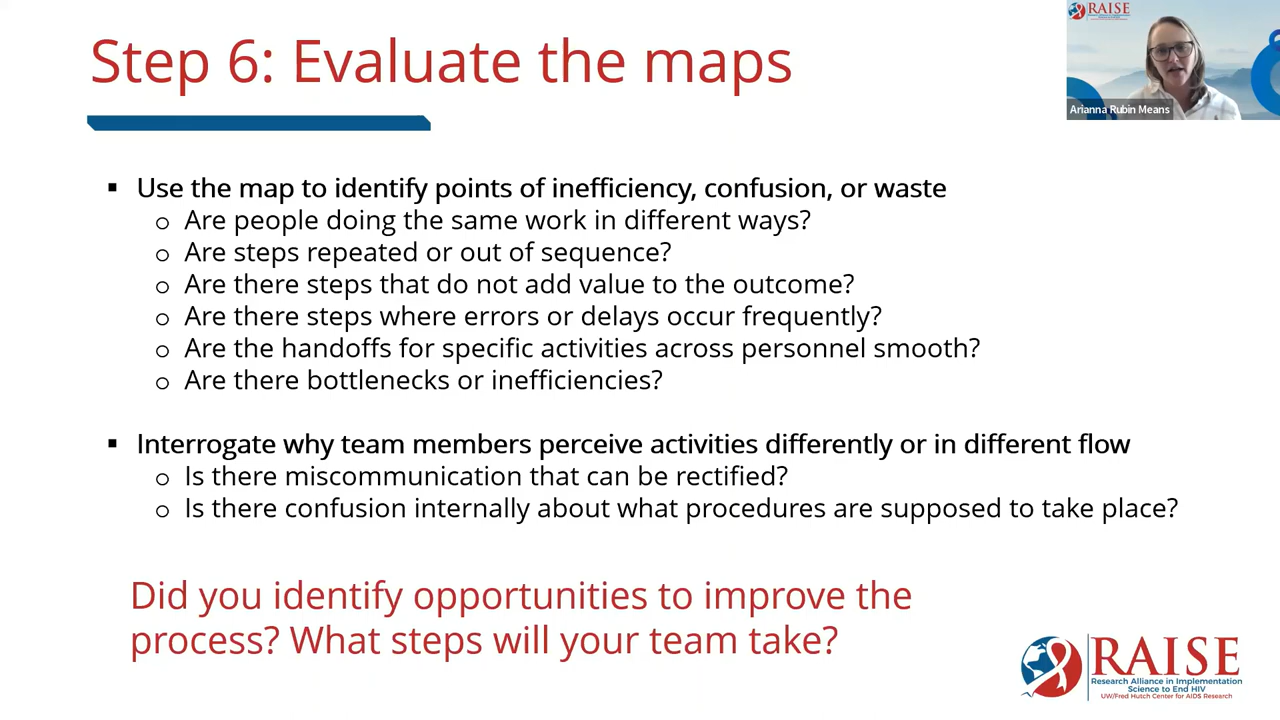 Step 6: Evaluate the maps
RAISE
Arianna Rubin Means
▪ Use the map to identify points of inefficiency, confusion, or waste
o Are people doing the same work in different ways?
o Are steps repeated or out of sequence?
o Are there steps that do not add value to the outcome?
o Are there steps where errors or delays occur frequently?
o Are the handoffs for specific activities across personnel smooth?
o Are there bottlenecks or inefficiencies?
▪ Interrogate why team members perceive activities differently or in different flow
o Is there miscommunication that can be rectified?
o Is there confusion internally about what procedures are supposed to take place?
Did you identify opportunities to improve the
process? What steps will your team take?
RAISE
Research Alliance in Implementation
Science to End HIV
UW/Fred Hutch Center for AIDS Research